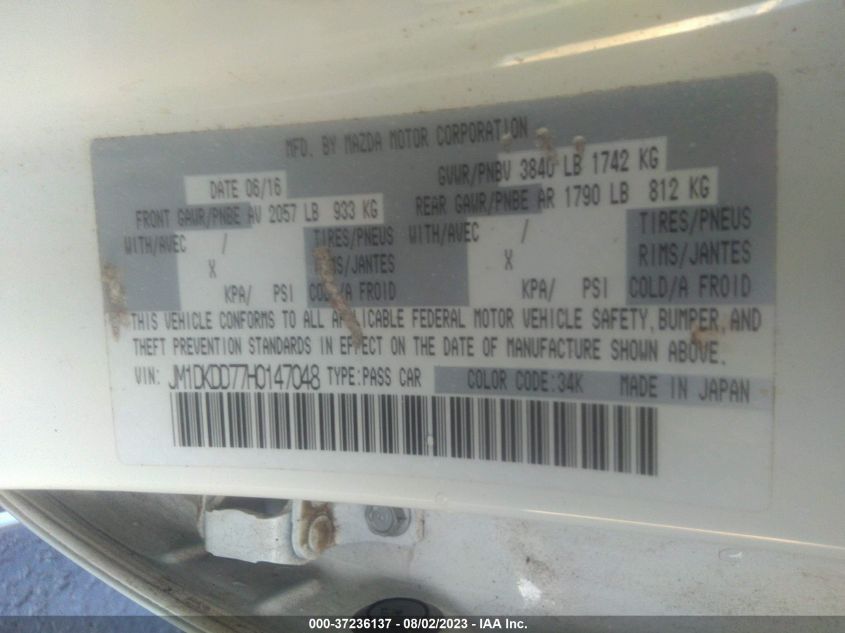 MFD. BY MAZDA MOTOR CORPORATION
DATE 06/16 GVWR/PNBV 3840 LB 1742 KG
FRONT GAWR/PNBE AV 2057 LB 933 KG REAR GAWR/PNBE AR 1790 LB 812 KG
WITH/AVEC / TIRES/PNEUS WITH/AVEC / TIRES/PNEUS
X RIMS/JANTES X RIMS/JANTES
KPA/ PSI COLD/A FROID KPA/ PSI COLD/A FROID
THIS VEHICLE CONFORMS TO ALL APPLICABLE FEDERAL MOTOR VEHICLE SAFETY, BUMPER, AND
THEFT PREVENTION STANDARDS IN EFFECT ON THE DATE OF MANUFACTURE SHOWN ABOVE.
VIN: JM1DKDD77H0147048 TYPE:PASS CAR COLOR CODE:34K MADE IN JAPAN
000-37236137 - 08/02/2023 - IAA Inc.